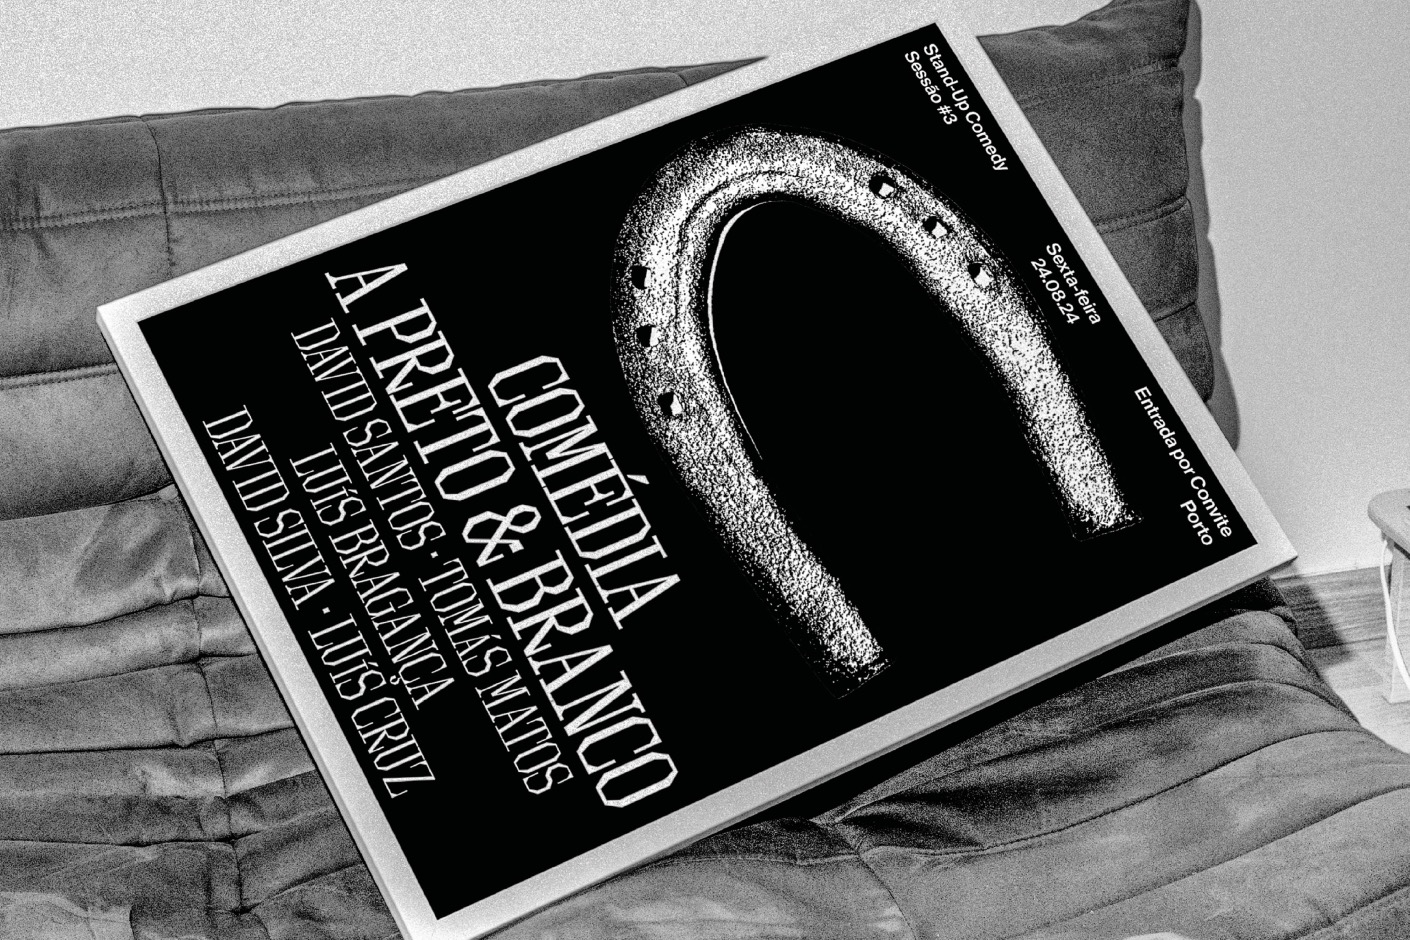 Stand-Up Comedy
Sessão #3
Sexta-feira
24.08.24
Entrada por Convite
Porto
COMÉDIA
A PRETO & BRANCO
DAVID SANTOS · TOMÁS MATOS
LUÍS BRAGANÇA
DAVID SILVA · LUÍS CRUZ